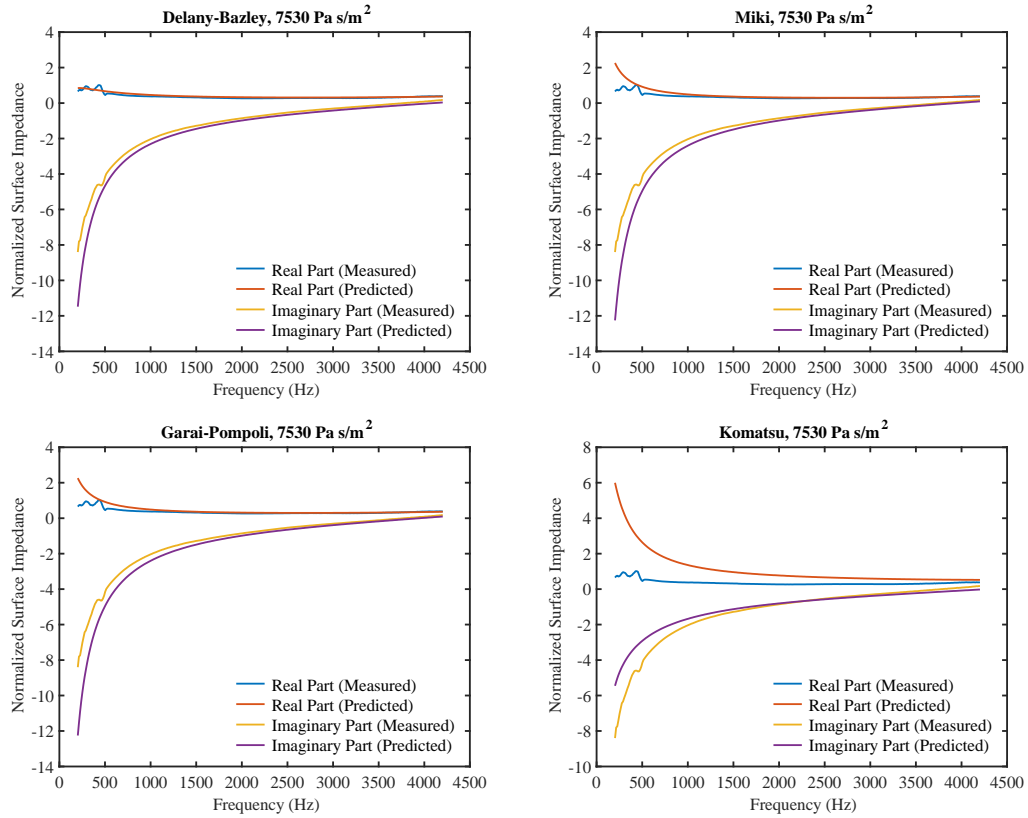 Delany-Bazley, 7530 Pa s/m²
4
2
0
-2
-4
-6
-8
-10
-12
-14
Normalized Surface Impedance
Real Part (Measured)
Real Part (Predicted)
Imaginary Part (Measured)
Imaginary Part (Predicted)
0 500 1000 1500 2000 2500 3000 3500 4000 4500
Frequency (Hz)
Miki, 7530 Pa s/m²
4
2
0
-2
-4
-6
-8
-10
-12
-14
Normalized Surface Impedance
Real Part (Measured)
Real Part (Predicted)
Imaginary Part (Measured)
Imaginary Part (Predicted)
0 500 1000 1500 2000 2500 3000 3500 4000 4500
Frequency (Hz)
Garai-Pompoli, 7530 Pa s/m²
4
2
0
-2
-4
-6
-8
-10
-12
-14
Normalized Surface Impedance
Real Part (Measured)
Real Part (Predicted)
Imaginary Part (Measured)
Imaginary Part (Predicted)
0 500 1000 1500 2000 2500 3000 3500 4000 4500
Frequency (Hz)
Komatsu, 7530 Pa s/m²
8
6
4
2
0
-2
-4
-6
-8
-10
Normalized Surface Impedance
Real Part (Measured)
Real Part (Predicted)
Imaginary Part (Measured)
Imaginary Part (Predicted)
0 500 1000 1500 2000 2500 3000 3500 4000 4500
Frequency (Hz)